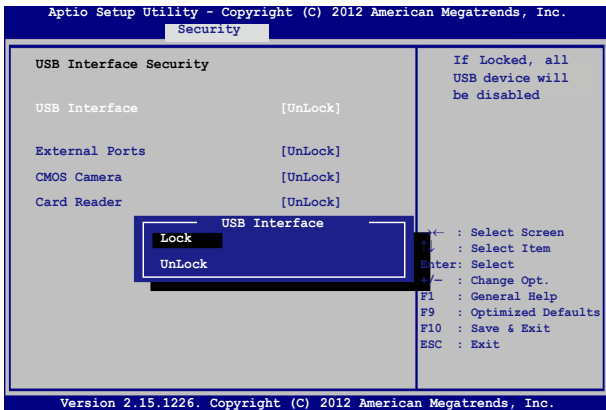 Aptio Setup Utility - Copyright (C) 2012 American Megatrends, Inc.
Security
USB Interface Security
USB Interface [UnLock]
External Ports [UnLock]
CMOS Camera [UnLock]
Card Reader [UnLock]
USB Interface
Lock
UnLock
If Locked, all
USB device will
be disabled
→← : Select Screen
↑↓ : Select Item
Enter: Select
+/— : Change Opt.
F1 : General Help
F9 : Optimized Defaults
F10 : Save & Exit
ESC : Exit
Version 2.15.1226. Copyright (C) 2012 American Megatrends, Inc.